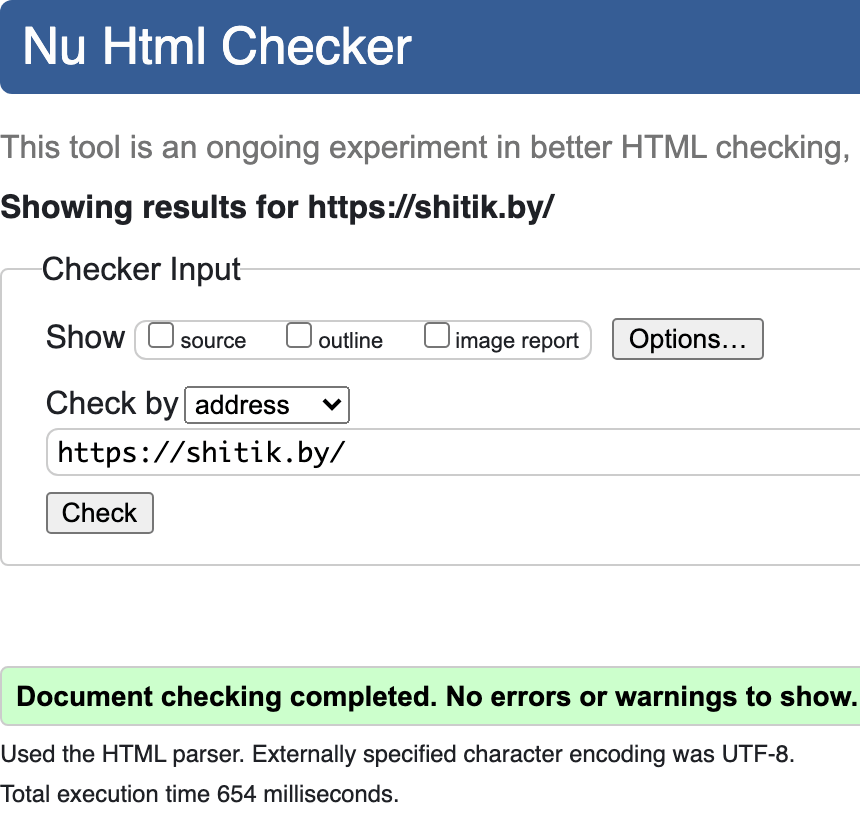 Nu Html Checker
This tool is an ongoing experiment in better HTML checking,
Showing results for https://shitik.by/
Checker Input
Show source outline image report Options…
Check by address
https://shitik.by/
Check
Document checking completed. No errors or warnings to show.
Used the HTML parser. Externally specified character encoding was UTF-8.
Total execution time 654 milliseconds.